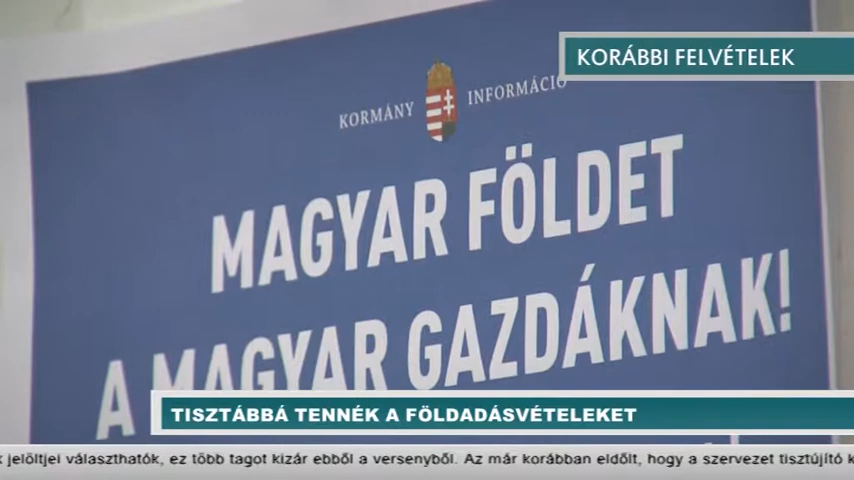 KORÁBBI FELVÉTELEK
KORMÁNY INFORMÁCIÓ
MAGYAR FÖLDET
A MAGYAR GAZDÁKNAK!
TISZTÁBBÁ TENNÉK A FÖLDADÁSVÉTELEKET
jelöltjei választhatók, ez több tagot kizár ebből a versenyből. Az már korábban eldőlt, hogy a szervezet tisztújító